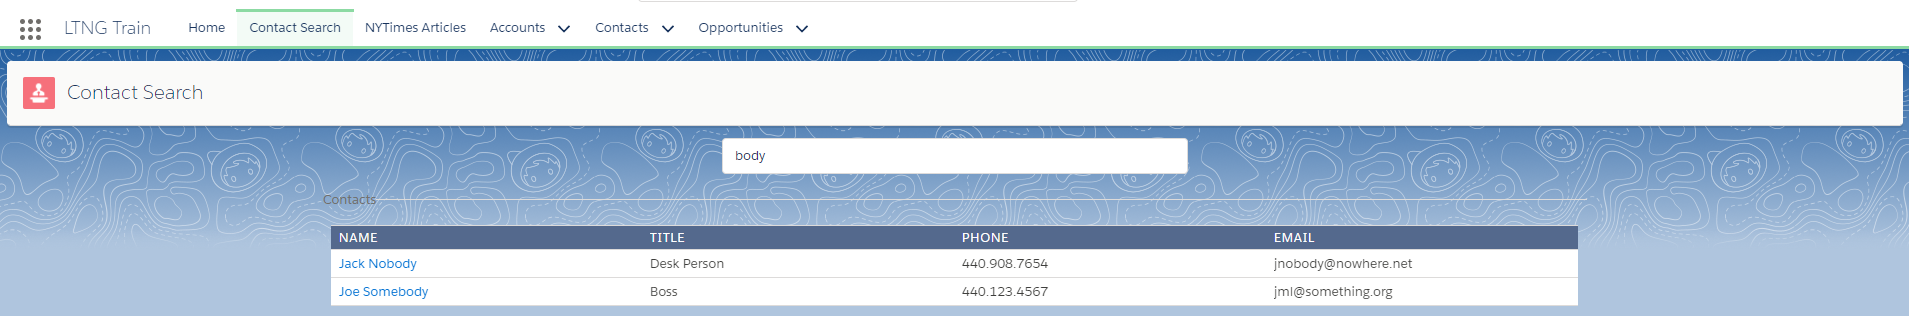 LTNG Train Home Contact Search NYTimes Articles Accounts Contacts Opportunities
Contact Search
body
Contacts
NAME TITLE PHONE EMAIL
Jack Nobody Desk Person 440.908.7654 jnobody@nowhere.net
Joe Somebody Boss 440.123.4567 jml@something.org